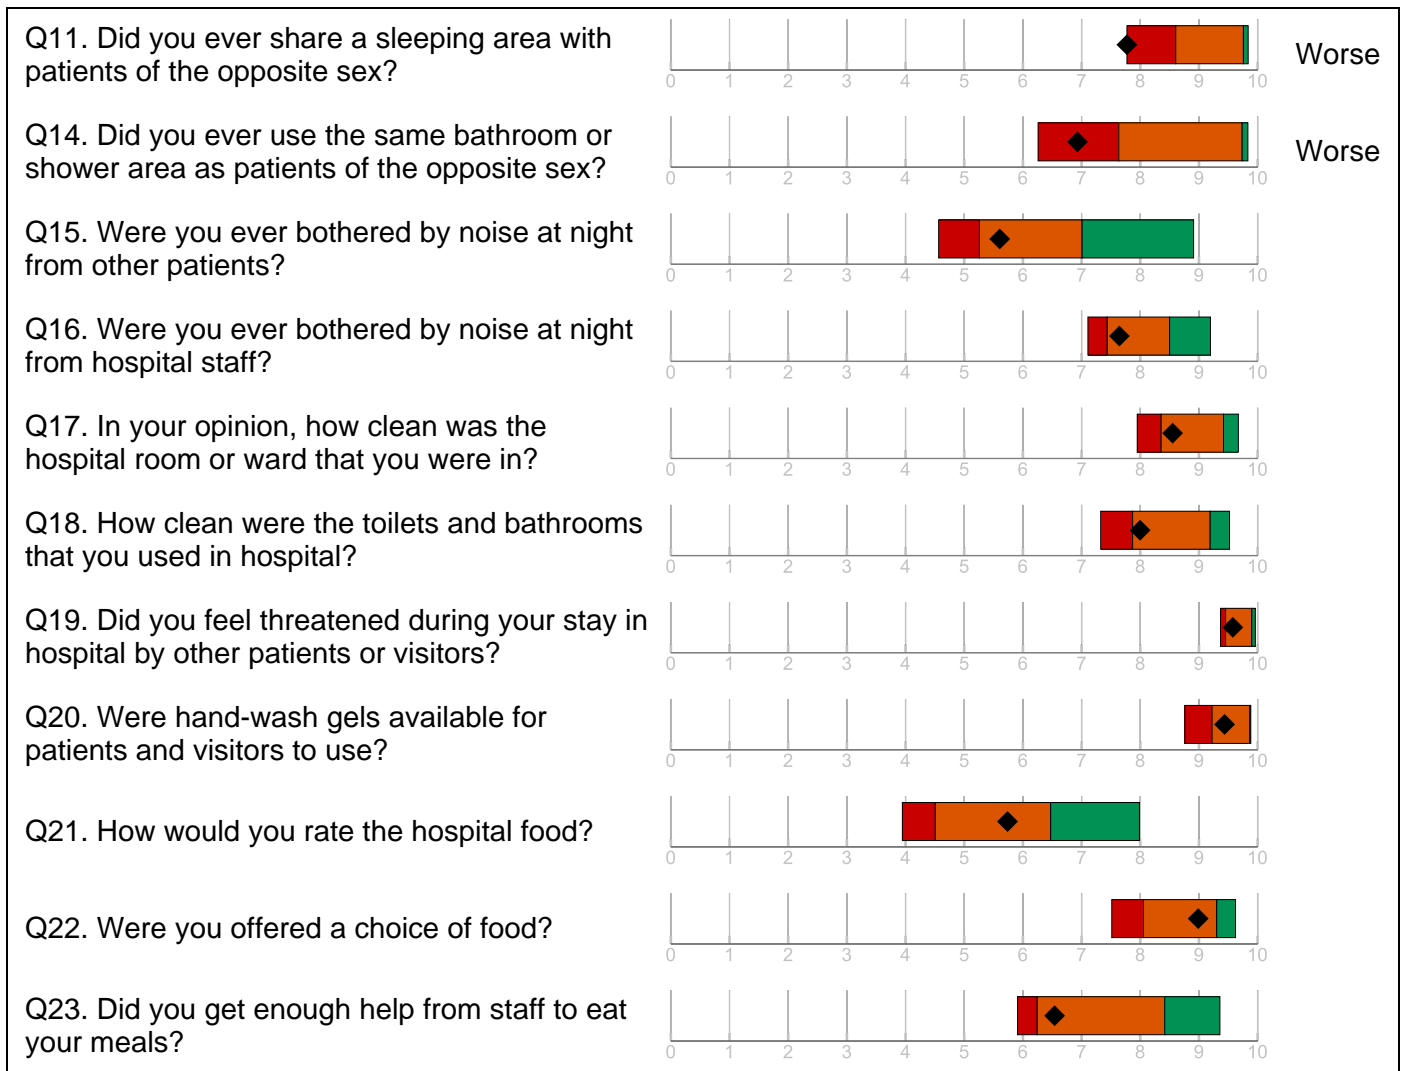 Q11. Did you ever share a sleeping area with
patients of the opposite sex?
Worse
0 1 2 3 4 5 6 7 8 9 10
Q14. Did you ever use the same bathroom or
shower area as patients of the opposite sex?
Worse
0 1 2 3 4 5 6 7 8 9 10
Q15. Were you ever bothered by noise at night
from other patients?
0 1 2 3 4 5 6 7 8 9 10
Q16. Were you ever bothered by noise at night
from hospital staff?
0 1 2 3 4 5 6 7 8 9 10
Q17. In your opinion, how clean was the
hospital room or ward that you were in?
0 1 2 3 4 5 6 7 8 9 10
Q18. How clean were the toilets and bathrooms
that you used in hospital?
0 1 2 3 4 5 6 7 8 9 10
Q19. Did you feel threatened during your stay in
hospital by other patients or visitors?
0 1 2 3 4 5 6 7 8 9 10
Q20. Were hand-wash gels available for
patients and visitors to use?
0 1 2 3 4 5 6 7 8 9 10
Q21. How would you rate the hospital food?
0 1 2 3 4 5 6 7 8 9 10
Q22. Were you offered a choice of food?
0 1 2 3 4 5 6 7 8 9 10
Q23. Did you get enough help from staff to eat
your meals?
0 1 2 3 4 5 6 7 8 9 10